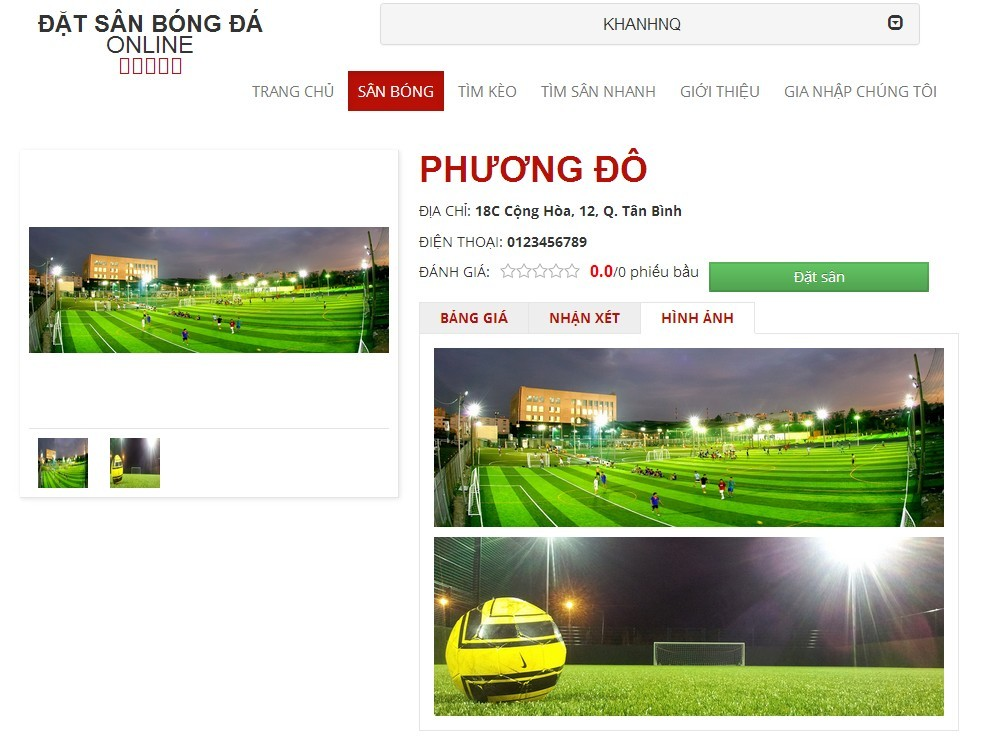 ĐẶT SÂN BÓNG ĐÁ
ONLINE
KHANHNQ
TRANG CHỦ SÂN BÓNG TÌM KÈO TÌM SÂN NHANH GIỚI THIỆU GIA NHẬP CHÚNG TÔI
PHƯƠNG ĐÔ
ĐỊA CHỈ: 18C Cộng Hòa, 12, Q. Tân Bình
ĐIỆN THOẠI: 0123456789
ĐÁNH GIÁ: 0.0/0 phiếu bầu Đặt sân
BẢNG GIÁ NHẬN XÉT HÌNH ẢNH